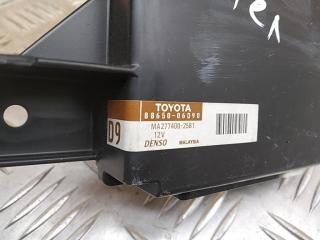 TOYOTA
88650-06090
D9
MA277400-2581
12V
DENSO MALAYSIA